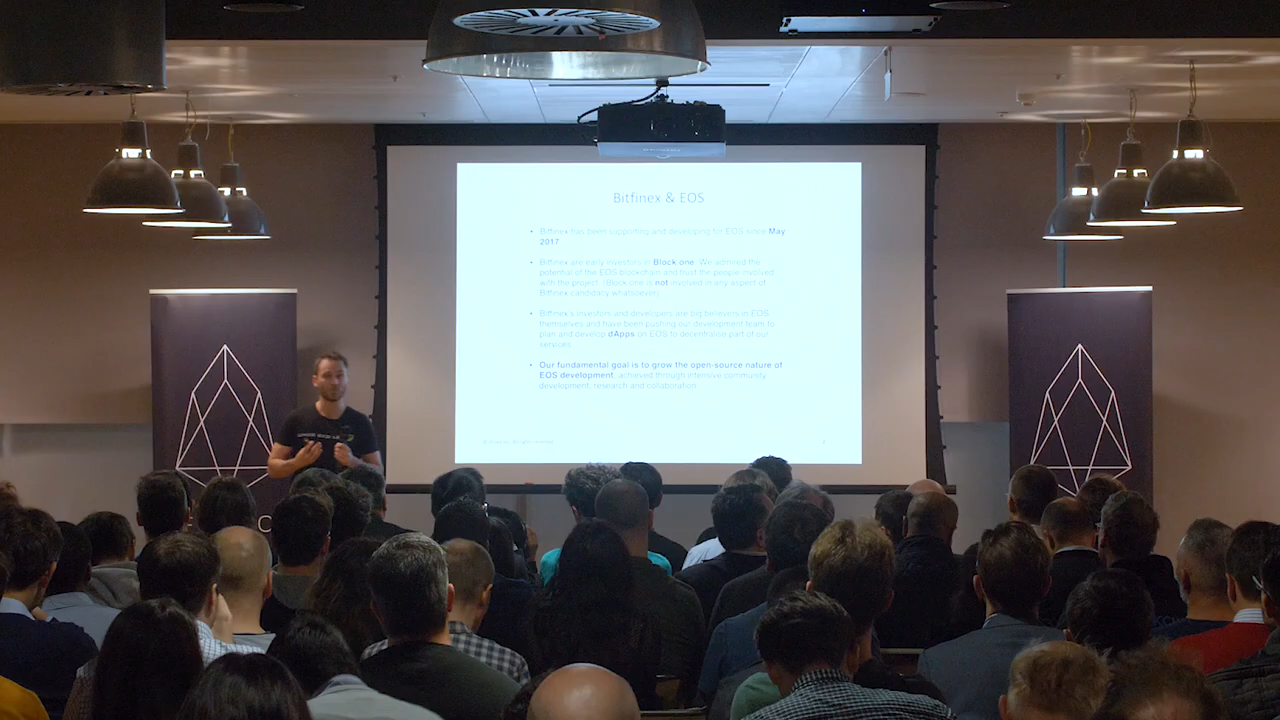 Bitfinex & EOS
• Bitfinex has been supporting and developing for EOS since May
2017
• Bitfinex are early investors in Block.one. We admired the
potential of the EOS blockchain and trust the people involved
with the project. (Block.one is not involved in any aspect of
Bitfinex candidacy whatsoever)
• Bitfinex's investors and developers are big believers in EOS
themselves and have been pushing our development team to
plan and develop dApps on EOS to decentralise part of our
services.
• Our fundamental goal is to grow the open-source nature of
EOS development, achieved through intensive community
development, research and collaboration.